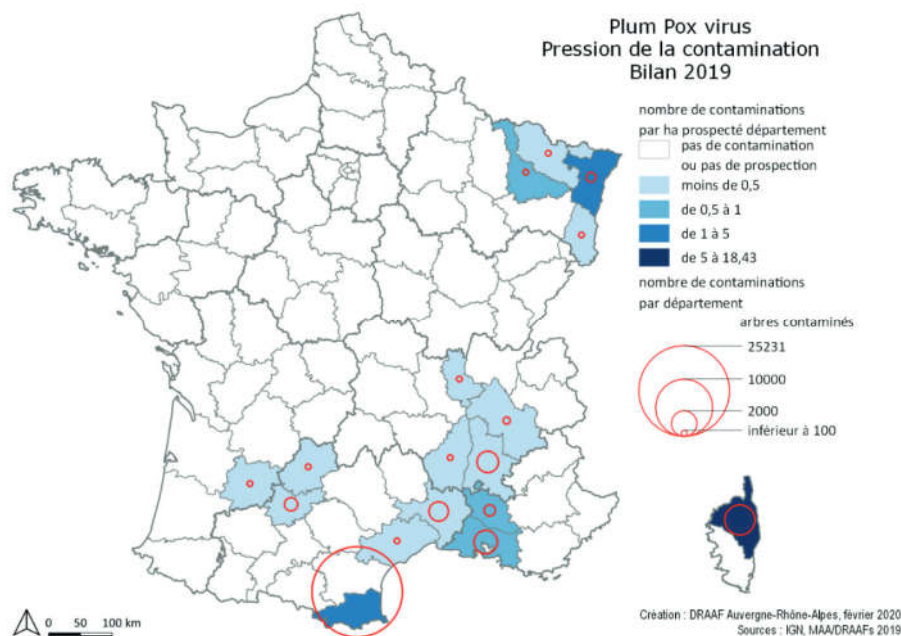 Plum Pox virus
Pression de la contamination
Bilan 2019
nombre de contaminations
par ha prospecté département
pas de contamination
ou pas de prospection
moins de 0,5
de 0,5 à 1
de 1 à 5
de 5 à 18,43
nombre de contaminations
par département
arbres contaminés
25231
10000
2000
inférieur à 100
0 50 100 km
Création : DRAAF Auvergne-Rhône-Alpes, février 2020
Sources : IGN, MAA/DRAAFs 2019